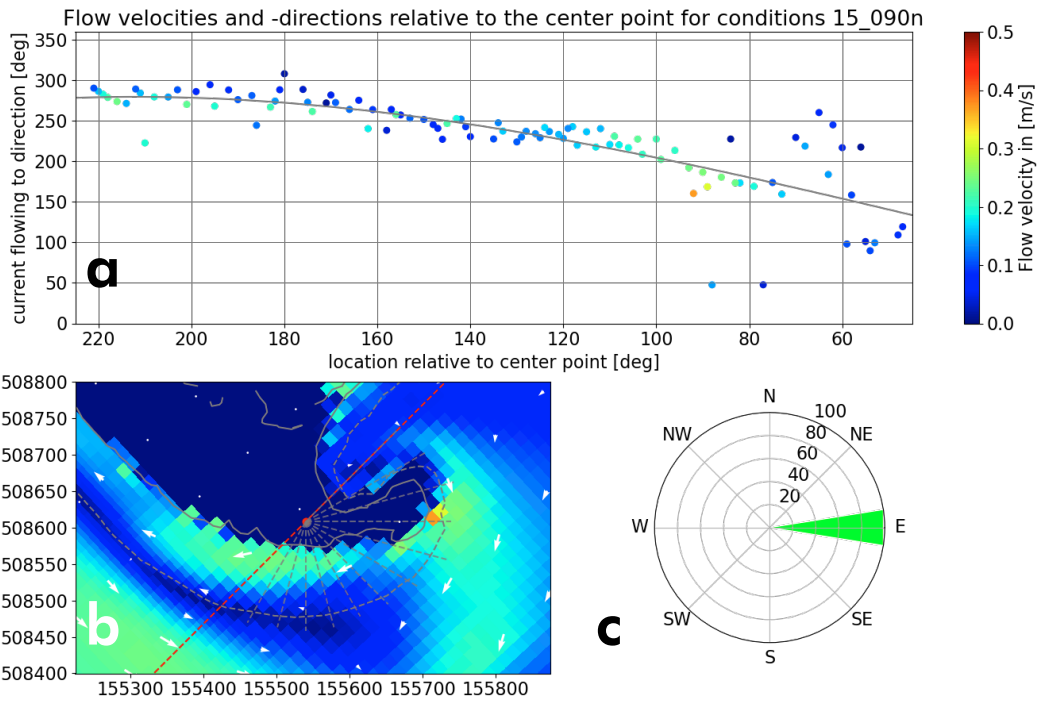 Flow velocities and -directions relative to the center point for conditions 15_090n
current flowing to direction [deg]
350
300
250
200
150
100
50
0
a
220 200 180 160 140 120 100 80 60
location relative to center point [deg]
0.5
0.4
0.3
0.2
0.1
0.0
Flow velocity in [m/s]
508800
508750
508700
508650
508600
508550
508500
508450
508400
b
155300 155400 155500 155600 155700 155800
c
N
NE
E
SE
S
SW
W
NW
100
80
60
40
20